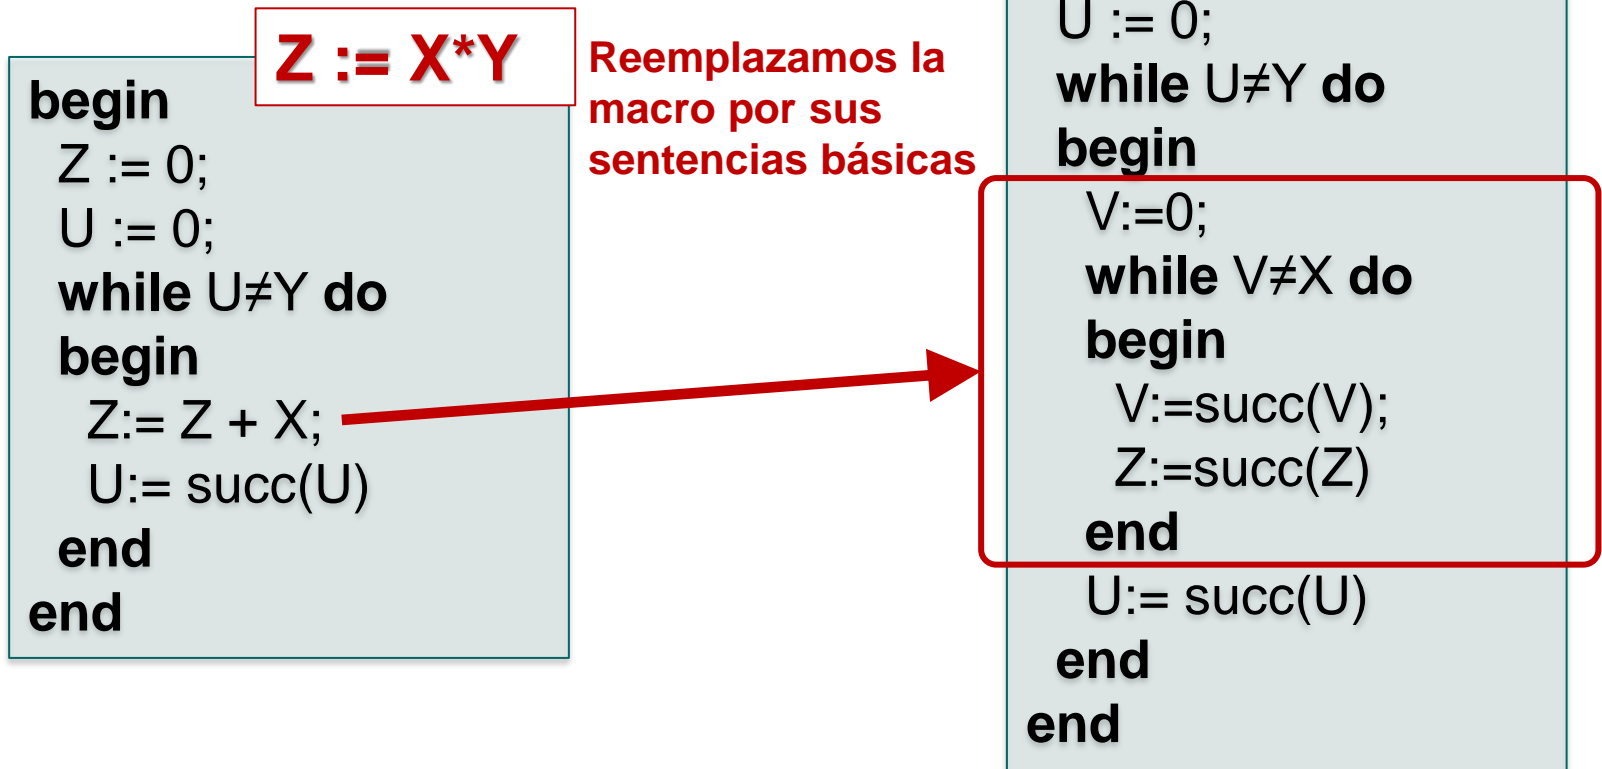 Z := X*Y
begin
Z := 0;
U := 0;
while U≠Y do
begin
Z:= Z + X;
U:= succ(U)
end
end
Reemplazamos la
macro por sus
sentencias básicas
U := 0;
while U≠Y do
begin
V:=0;
while V≠X do
begin
V:=succ(V);
Z:=succ(Z)
end
U:= succ(U)
end
end